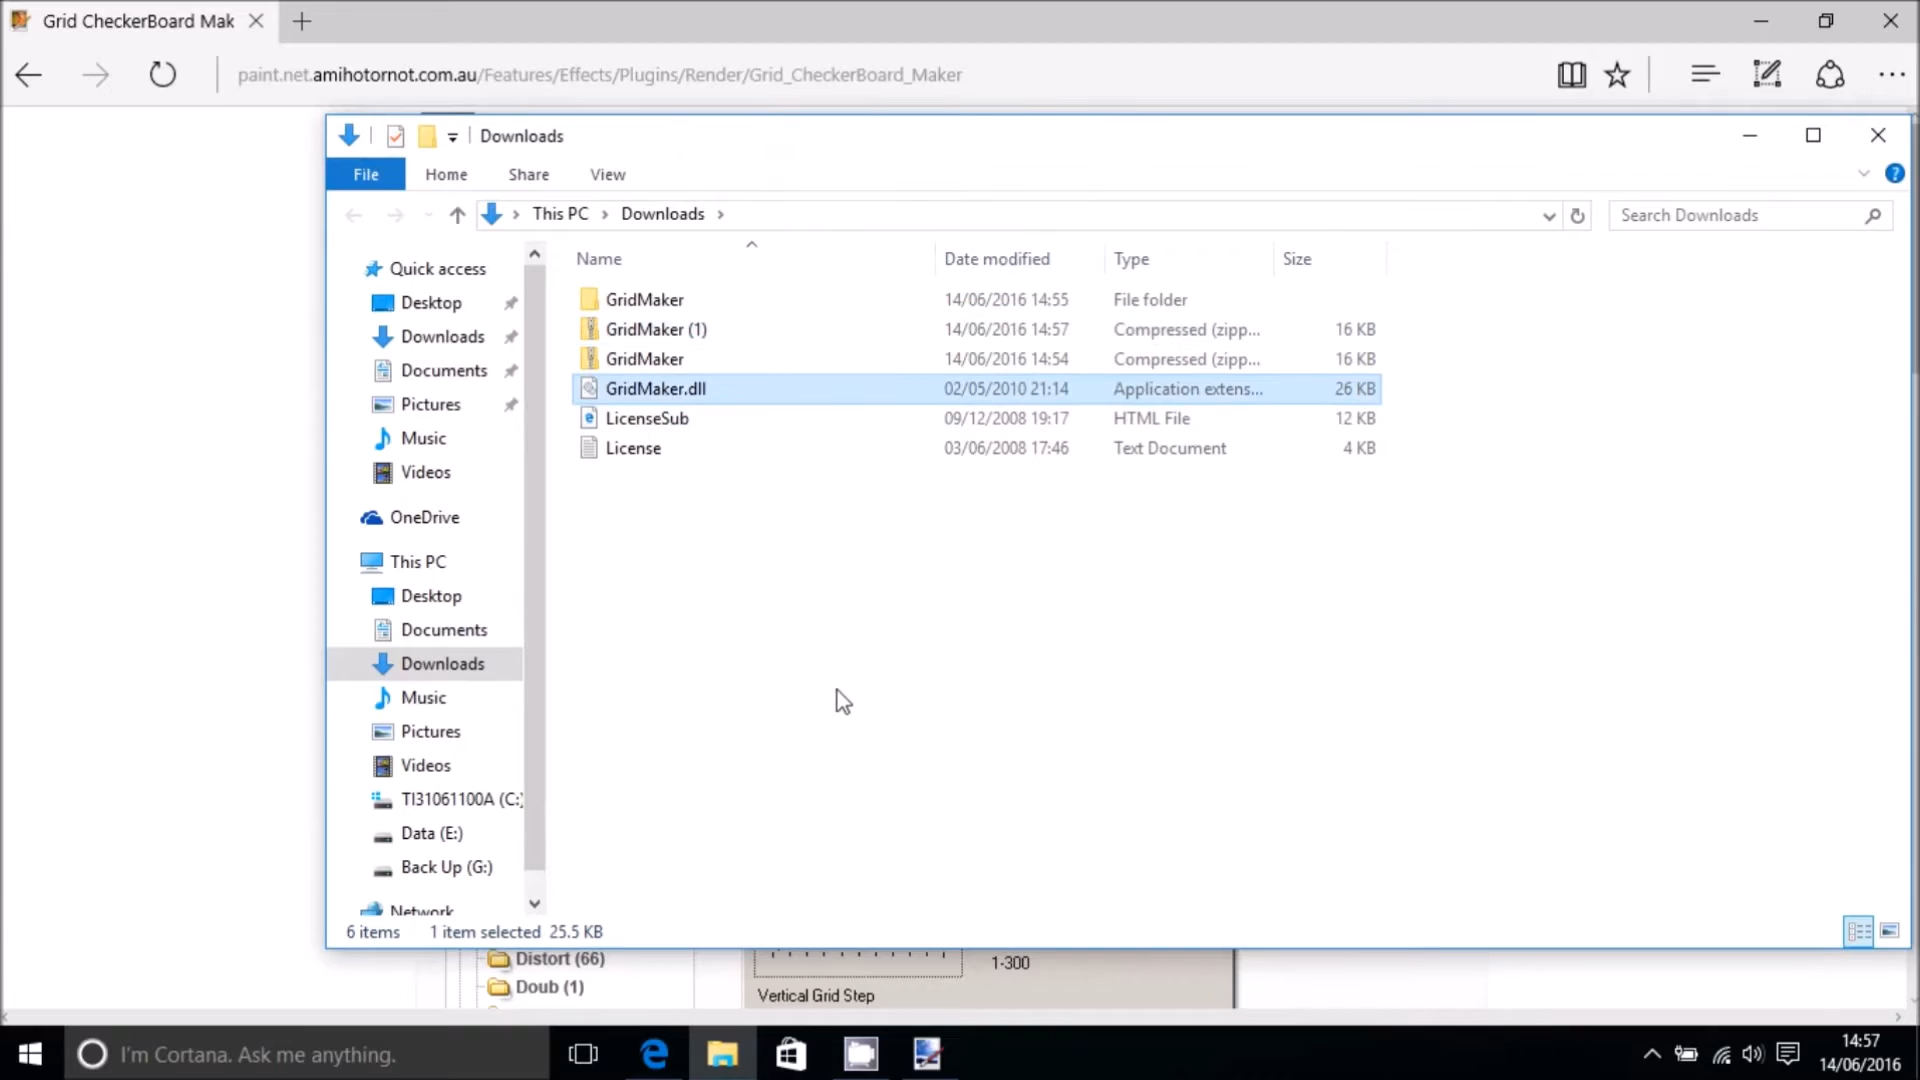 Grid CheckerBoard Mak
paint.net.amihotornot.com.au/Features/Effects/Plugins/Render/Grid_CheckerBoard_Maker
Downloads
File Home Share View
This PC Downloads
Search Downloads
Name Date modified Type Size
GridMaker 14/06/2016 14:55 File folder
GridMaker (1) 14/06/2016 14:57 Compressed (zipp... 16 KB
GridMaker 14/06/2016 14:54 Compressed (zipp... 16 KB
GridMaker.dll 02/05/2010 21:14 Application extens... 26 KB
LicenseSub 09/12/2008 19:17 HTML File 12 KB
License 03/06/2008 17:46 Text Document 4 KB
Quick access
Desktop
Downloads
Documents
Pictures
Music
Videos
OneDrive
This PC
Desktop
Documents
Downloads
Music
Pictures
Videos
TI31061100A (C:)
Data (E:)
Back Up (G:)
Network
6 items 1 item selected 25.5 KB
Distort (66)
Doub (1)
1-300
Vertical Grid Step
I'm Cortana. Ask me anything.
14:57
14/06/2016